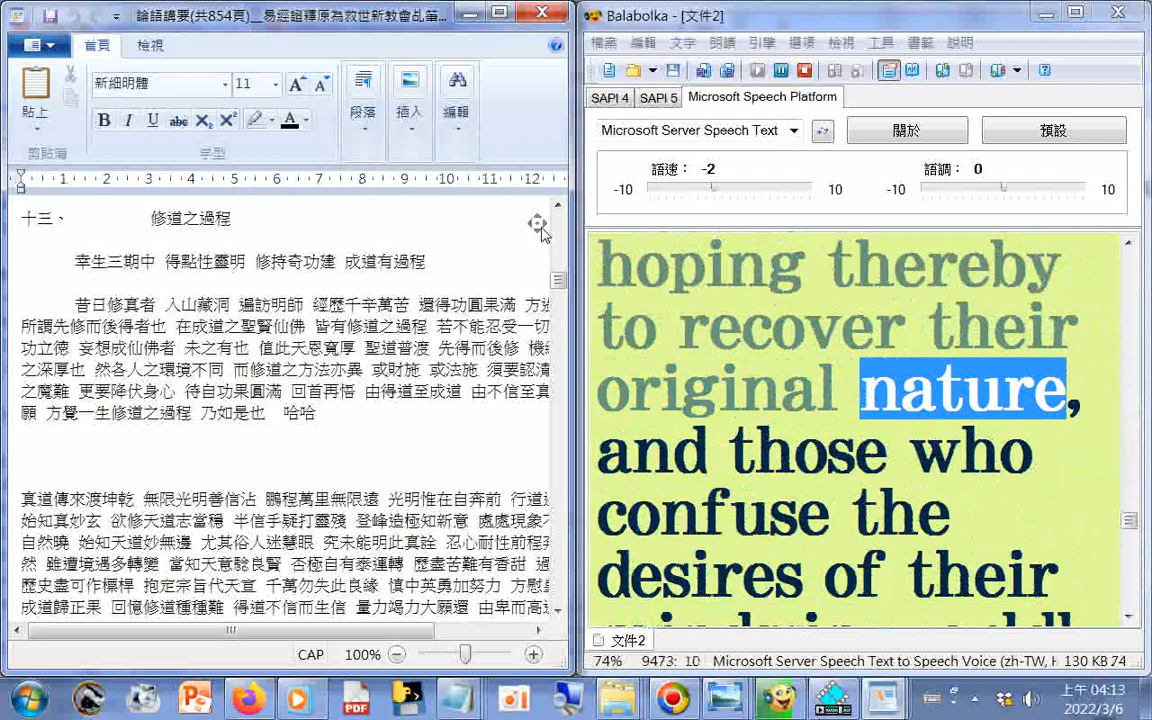 論語講要(共854頁)__易經證釋原為救世新教會乩筆...
首頁 檢視
新細明體 11
貼上
B I U abc X₂ X² A
段落 插入 編輯
剪貼簿 字型
1 2 3 4 5 6 7 8 9 10 11 12
十三、 修道之過程
幸生三期中 得點性靈明 修持奇功建 成道有過程
昔日修真者 入山藏洞 遍訪明師 經歷千辛萬苦 還得功圓果滿 方
所謂先修而後得者也 在成道之聖賢仙佛 皆有修道之過程 若不能忍受一切
功立德 妄想成仙佛者 未之有也 值此天恩寬厚 聖道普渡 先得而後修 機
之深厚也 然各人之環境不同 而修道之方法亦異 或財施 或法施 須要認清
之魔難 更要降伏身心 待自功果圓滿 回首再悟 由得道至成道 由不信至真
願 方覺一生修道之過程 乃如是也 哈哈
真道傳來渡坤乾 無限光明善信沾 鵬程萬里無限遠 光明惟在自奔前 行道
始知真妙玄 欲修天道志當穩 半信乎疑打靈殘 登峰造極知新意 處處現象
自然曉 始知天道妙無邊 尤其俗人迷慧眼 究未能明此真詮 忍心耐性前程
然 雖遭境遇多轉變 當知天意驗良賢 否極自有泰運轉 歷盡苦難有香甜 過
歷史盡可作標桿 抱定宗旨代天宣 千萬勿失此良緣 慎中英勇加努力 方慰
成道歸正果 回憶修道種種難 得道不信而生信 量力竭力大願還 由卑而高
CAP 100%
Balabolka - [文件2]
檔案 編輯 文字 朗讀 引擎 選項 檢視 工具 書籤 說明
SAPI 4 SAPI 5 Microsoft Speech Platform
Microsoft Server Speech Text 關於 預設
語速： -2 語調： 0
-10 10 -10 10
hoping thereby
to recover their
original nature,
and those who
confuse the
desires of their
文件2
74% 9473: 10 Microsoft Server Speech Text to Speech Voice (zh-TW, H 130 KB 74
上午 04:13
2022/3/6